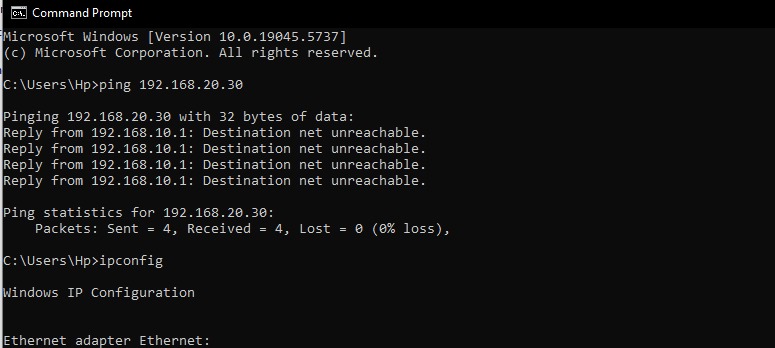 Command Prompt
Microsoft Windows [Version 10.0.19045.5737]
(c) Microsoft Corporation. All rights reserved.
C:\Users\Hp>ping 192.168.20.30
Pinging 192.168.20.30 with 32 bytes of data:
Reply from 192.168.10.1: Destination net unreachable.
Reply from 192.168.10.1: Destination net unreachable.
Reply from 192.168.10.1: Destination net unreachable.
Reply from 192.168.10.1: Destination net unreachable.
Ping statistics for 192.168.20.30:
    Packets: Sent = 4, Received = 4, Lost = 0 (0% loss),
C:\Users\Hp>ipconfig
Windows IP Configuration
Ethernet adapter Ethernet: